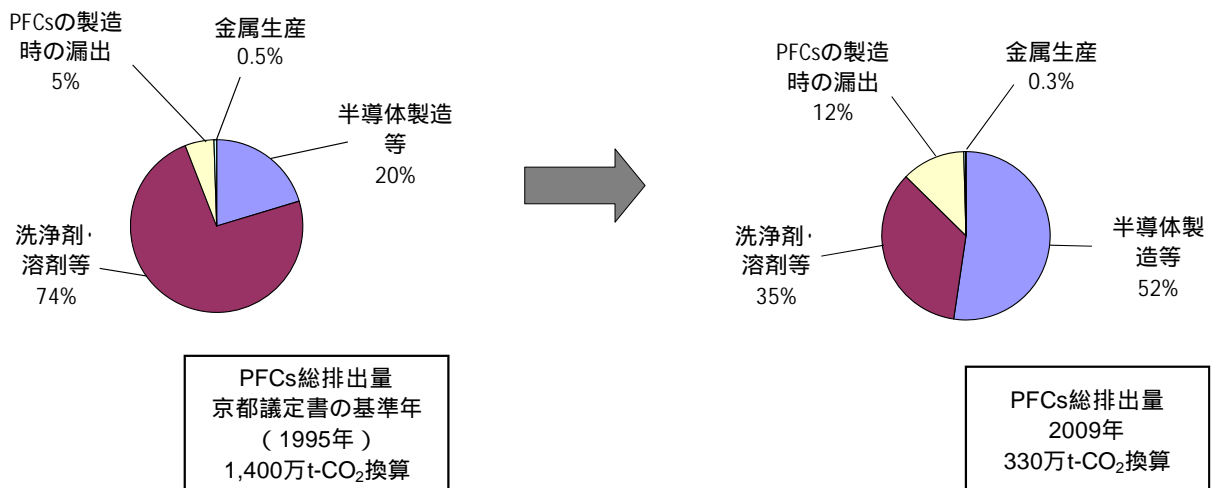 PFCsの製造
時の漏出
5%
金属生産
0.5%
半導体製造
等
20%
洗浄剤・
溶剤等
74%
PFCs総排出量
京都議定書の基準年
（1995年）
1,400万t-CO₂換算
PFCsの製造
時の漏出
12%
金属生産
0.3%
半導体製
造等
52%
洗浄剤・
溶剤等
35%
PFCs総排出量
2009年
330万t-CO₂換算